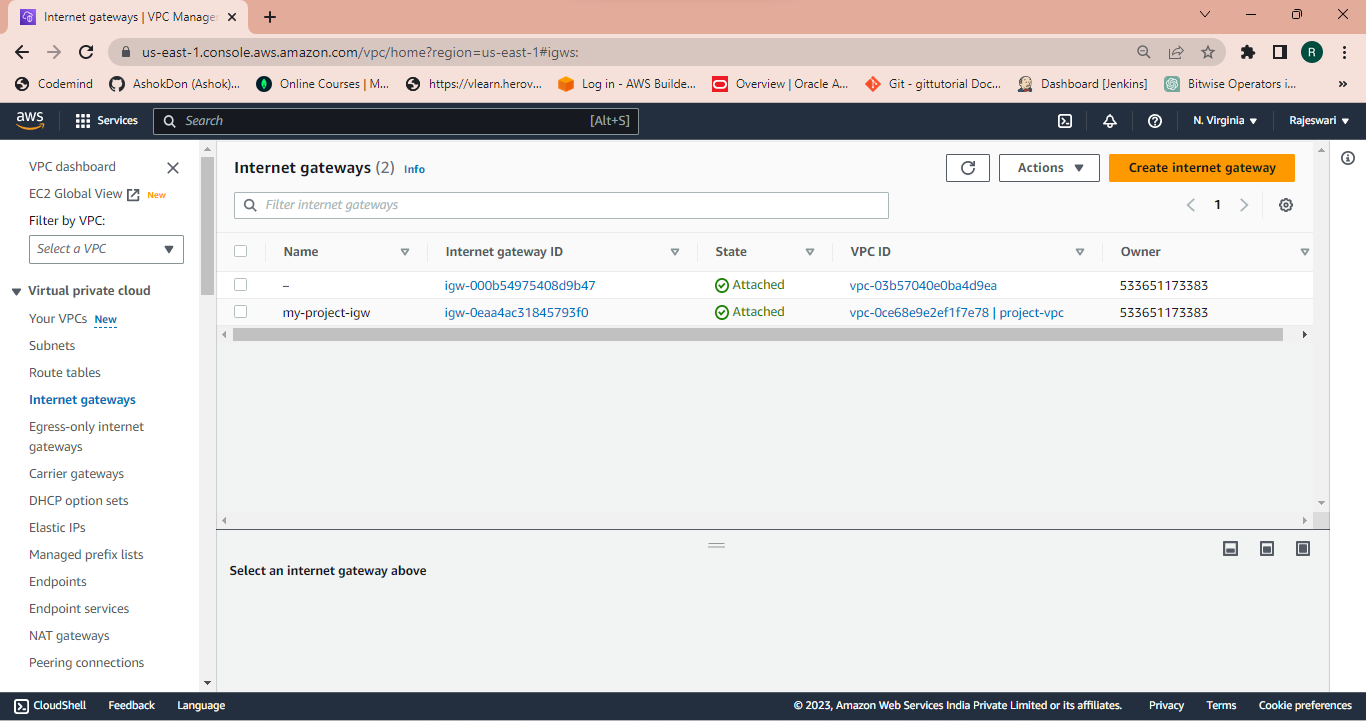 Internet gateways | VPC Manage
us-east-1.console.aws.amazon.com/vpc/home?region=us-east-1#igws:
R
Codemind
AshokDon (Ashok)...
Online Courses | M...
https://vlearn.herov...
Log in - AWS Builde...
Overview | Oracle A...
Git - gittutorial Doc...
Dashboard [Jenkins]
Bitwise Operators i...
»
aws
Services
Search
[Alt+S]
N. Virginia
Rajeswari
VPC dashboard
EC2 Global View New
Filter by VPC:
Select a VPC
Virtual private cloud
Your VPCs New
Subnets
Route tables
Internet gateways
Egress-only internet
gateways
Carrier gateways
DHCP option sets
Elastic IPs
Managed prefix lists
Endpoints
Endpoint services
NAT gateways
Peering connections
Internet gateways (2) Info
Actions
Create internet gateway
Filter internet gateways
1
Name Internet gateway ID State VPC ID Owner
– igw-000b54975408d9b47 Attached vpc-03b57040e0ba4d9ea 533651173383
my-project-igw igw-0eaa4ac31845793f0 Attached vpc-0ce68e9e2ef1f7e78 | project-vpc 533651173383
Select an internet gateway above
CloudShell Feedback Language © 2023, Amazon Web Services India Private Limited or its affiliates. Privacy Terms Cookie preferences